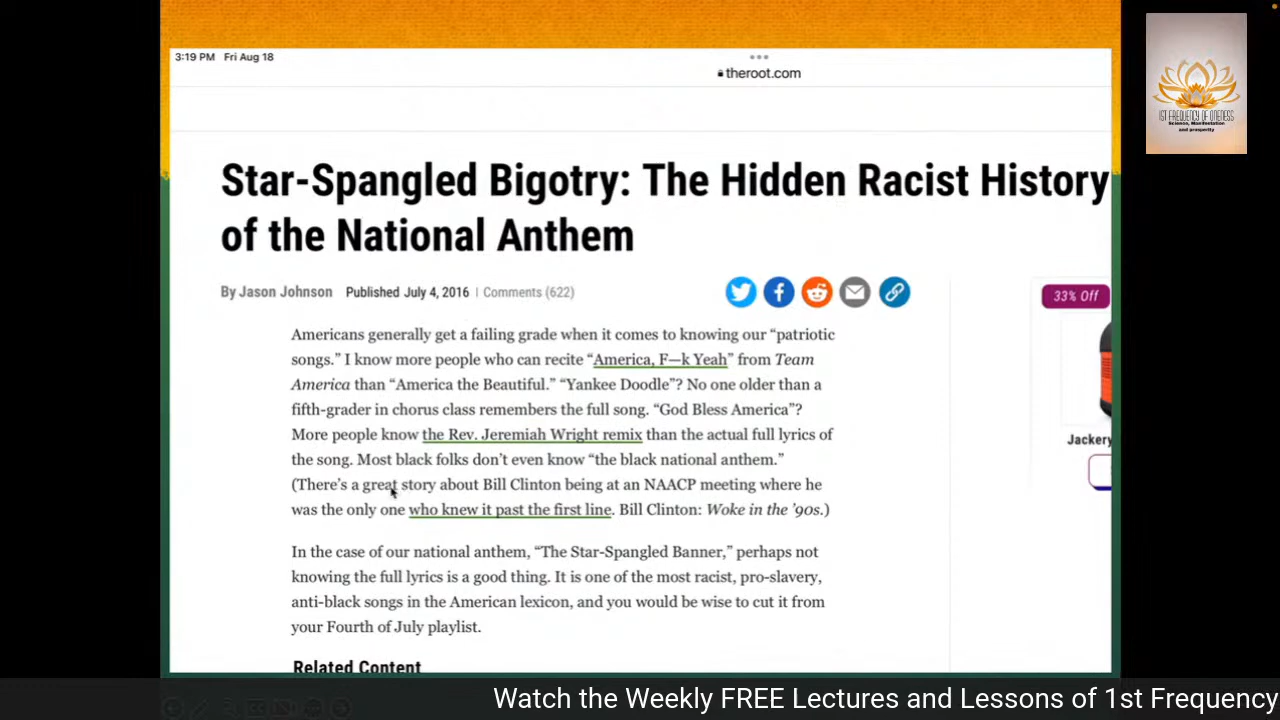 3:19 PM Fri Aug 18
theroot.com
1ST FREQUENCY OF ONENESS
Science, Manifestation
and prosperity
Star-Spangled Bigotry: The Hidden Racist History
of the National Anthem
By Jason Johnson Published July 4, 2016 | Comments (622)
33% Off
Americans generally get a failing grade when it comes to knowing our “patriotic
songs.” I know more people who can recite “America, F—k Yeah” from Team
America than “America the Beautiful.” “Yankee Doodle”? No one older than a
fifth-grader in chorus class remembers the full song. “God Bless America”?
More people know the Rev. Jeremiah Wright remix than the actual full lyrics of
the song. Most black folks don’t even know “the black national anthem.”
(There’s a great story about Bill Clinton being at an NAACP meeting where he
was the only one who knew it past the first line. Bill Clinton: Woke in the ’90s.)
Jackery
In the case of our national anthem, “The Star-Spangled Banner,” perhaps not
knowing the full lyrics is a good thing. It is one of the most racist, pro-slavery,
anti-black songs in the American lexicon, and you would be wise to cut it from
your Fourth of July playlist.
Related Content
Watch the Weekly FREE Lectures and Lessons of 1st Frequency